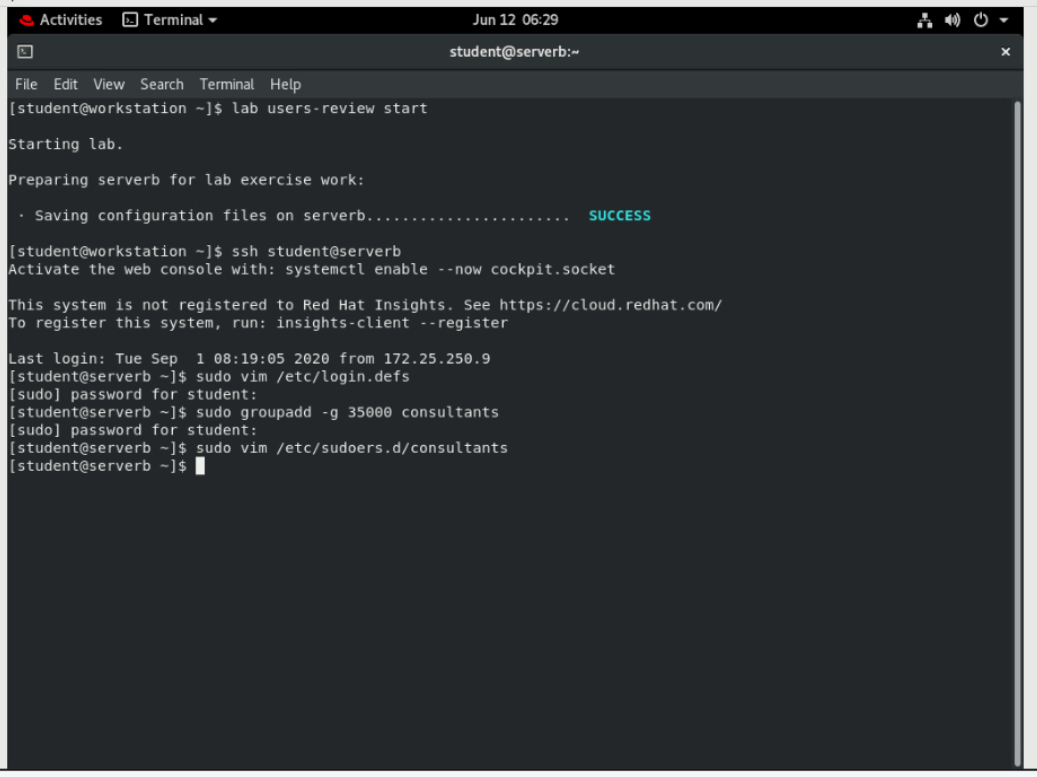 Activities Terminal Jun 12 06:29
student@serverb:~ ×
File Edit View Search Terminal Help
[student@workstation ~]$ lab users-review start
Starting lab.
Preparing serverb for lab exercise work:
· Saving configuration files on serverb....................... SUCCESS
[student@workstation ~]$ ssh student@serverb
Activate the web console with: systemctl enable --now cockpit.socket
This system is not registered to Red Hat Insights. See https://cloud.redhat.com/
To register this system, run: insights-client --register
Last login: Tue Sep  1 08:19:05 2020 from 172.25.250.9
[student@serverb ~]$ sudo vim /etc/login.defs
[sudo] password for student:
[student@serverb ~]$ sudo groupadd -g 35000 consultants
[sudo] password for student:
[student@serverb ~]$ sudo vim /etc/sudoers.d/consultants
[student@serverb ~]$